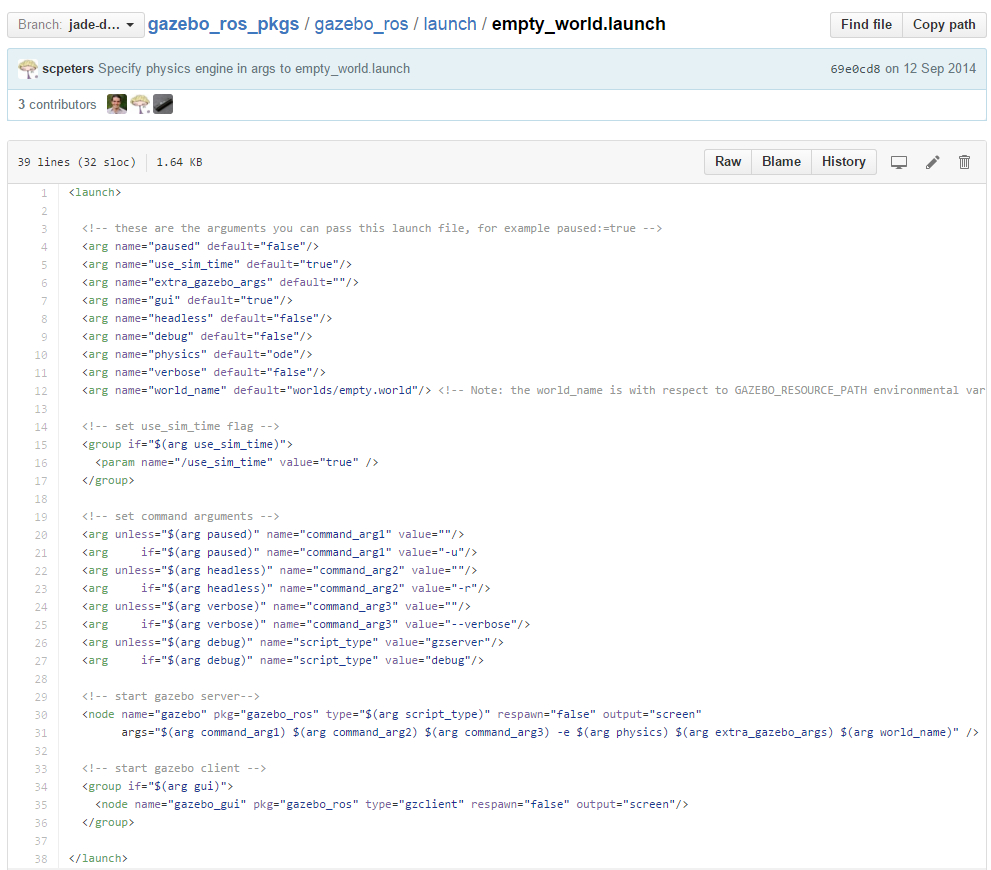 Branch: jade-d... gazebo_ros_pkgs / gazebo_ros / launch / empty_world.launch Find file Copy path
scpeters Specify physics engine in args to empty_world.launch 69e0cd8 on 12 Sep 2014
3 contributors
39 lines (32 sloc) 1.64 KB Raw Blame History
1 <launch>
2
3 <!-- these are the arguments you can pass this launch file, for example paused:=true -->
4 <arg name="paused" default="false"/>
5 <arg name="use_sim_time" default="true"/>
6 <arg name="extra_gazebo_args" default=""/>
7 <arg name="gui" default="true"/>
8 <arg name="headless" default="false"/>
9 <arg name="debug" default="false"/>
10 <arg name="physics" default="ode"/>
11 <arg name="verbose" default="false"/>
12 <arg name="world_name" default="worlds/empty.world"/> <!-- Note: the world_name is with respect to GAZEBO_RESOURCE_PATH environmental var
13
14 <!-- set use_sim_time flag -->
15 <group if="$(arg use_sim_time)">
16 <param name="/use_sim_time" value="true" />
17 </group>
18
19 <!-- set command arguments -->
20 <arg unless="$(arg paused)" name="command_arg1" value=""/>
21 <arg     if="$(arg paused)" name="command_arg1" value="-u"/>
22 <arg unless="$(arg headless)" name="command_arg2" value=""/>
23 <arg     if="$(arg headless)" name="command_arg2" value="-r"/>
24 <arg unless="$(arg verbose)" name="command_arg3" value=""/>
25 <arg     if="$(arg verbose)" name="command_arg3" value="--verbose"/>
26 <arg unless="$(arg debug)" name="script_type" value="gzserver"/>
27 <arg     if="$(arg debug)" name="script_type" value="debug"/>
28
29 <!-- start gazebo server-->
30 <node name="gazebo" pkg="gazebo_ros" type="$(arg script_type)" respawn="false" output="screen"
31 args="$(arg command_arg1) $(arg command_arg2) $(arg command_arg3) -e $(arg physics) $(arg extra_gazebo_args) $(arg world_name)" />
32
33 <!-- start gazebo client -->
34 <group if="$(arg gui)">
35 <node name="gazebo_gui" pkg="gazebo_ros" type="gzclient" respawn="false" output="screen"/>
36 </group>
37
38 </launch>